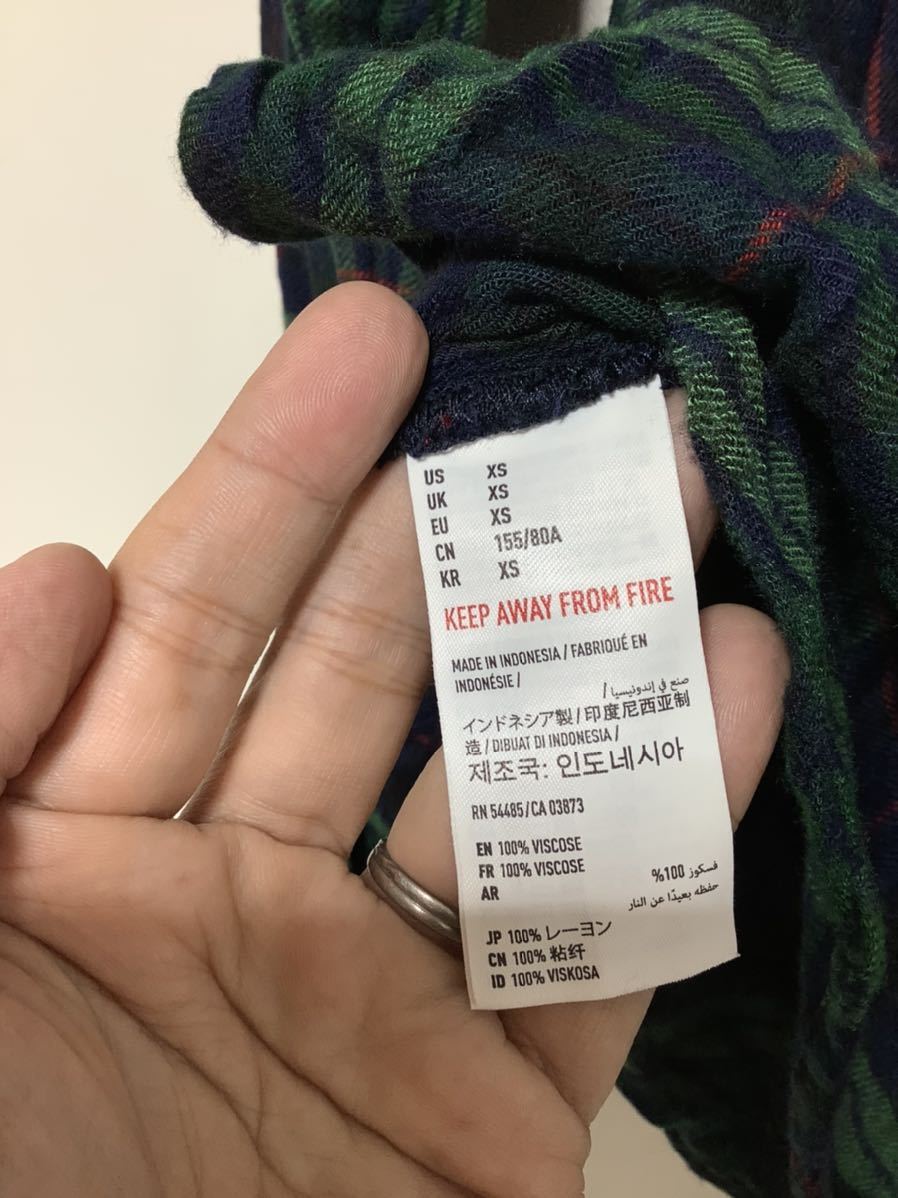 US XS
UK XS
EU XS
CN 155/80A
KR XS
KEEP AWAY FROM FIRE
MADE IN INDONESIA / FABRIQUÉ EN
INDONÉSIE /
صنع في إندونيسيا /
インドネシア製 / 印度尼西亚制
造 / DIBUAT DI INDONESIA /
제조국: 인도네시아
RN 54485 / CA 03873
EN 100% VISCOSE
FR 100% VISCOSE
AR فسكوز 100%
حفظه بعيدًا عن النار
JP 100% レーヨン
CN 100% 粘纤
ID 100% VISKOSA